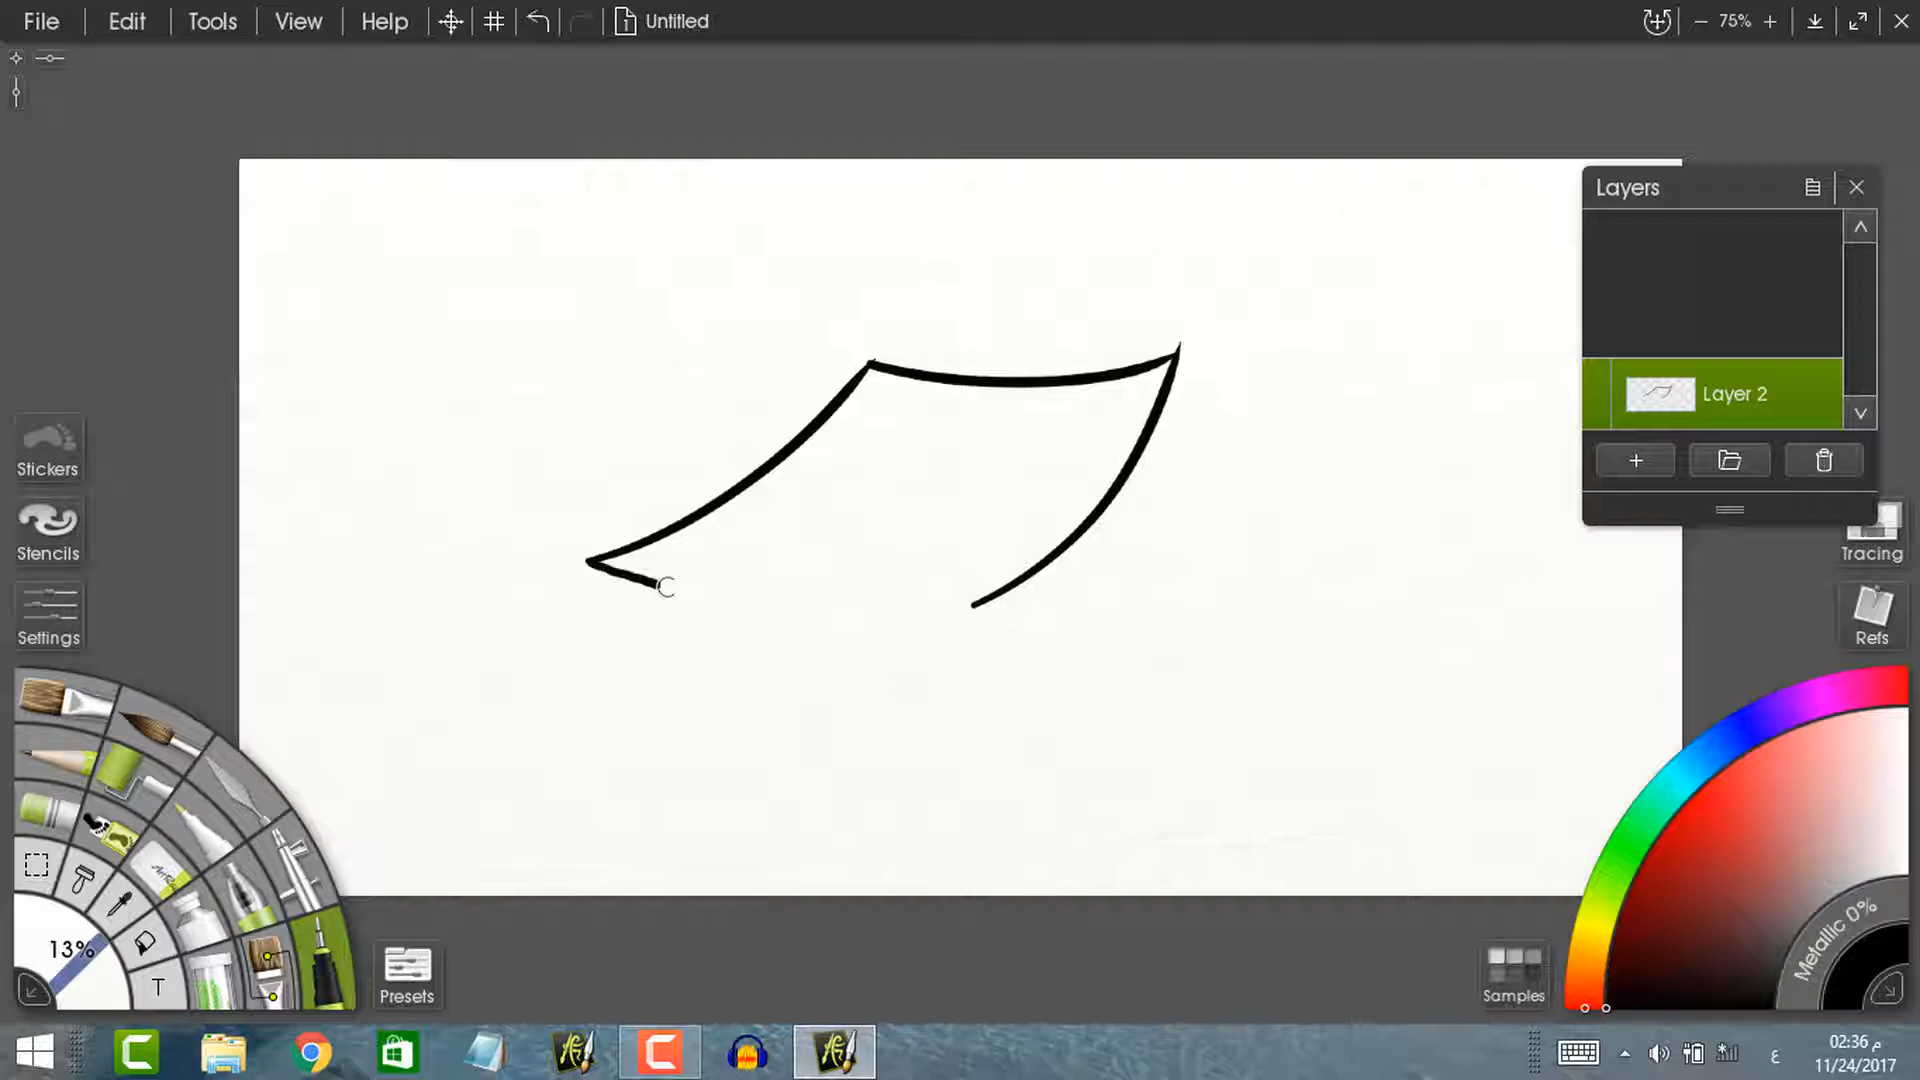 File Edit Tools View Help Untitled 75%
Layers
Layer 2
Stickers
Stencils
Settings
Tracing
Refs
13%
T
Presets
Samples
Metallic 0%
ع
02:36 م
11/24/2017